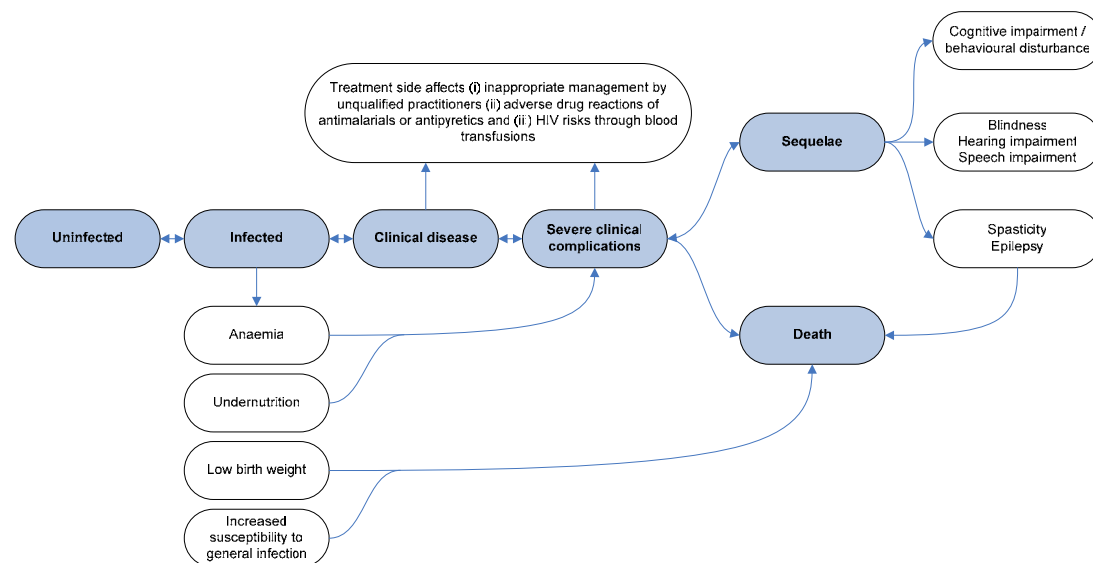 Cognitive impairment /
behavioural disturbance
Treatment side affects (i) inappropriate management by
unqualified practitioners (ii) adverse drug reactions of
antimalarials or antipyretics and (iii) HIV risks through blood
transfusions
Sequelae
Blindness
Hearing impairment
Speech impairment
Uninfected
Infected
Clinical disease
Severe clinical
complications
Spasticity
Epilepsy
Anaemia
Death
Undernutrition
Low birth weight
Increased
susceptibility to
general infection